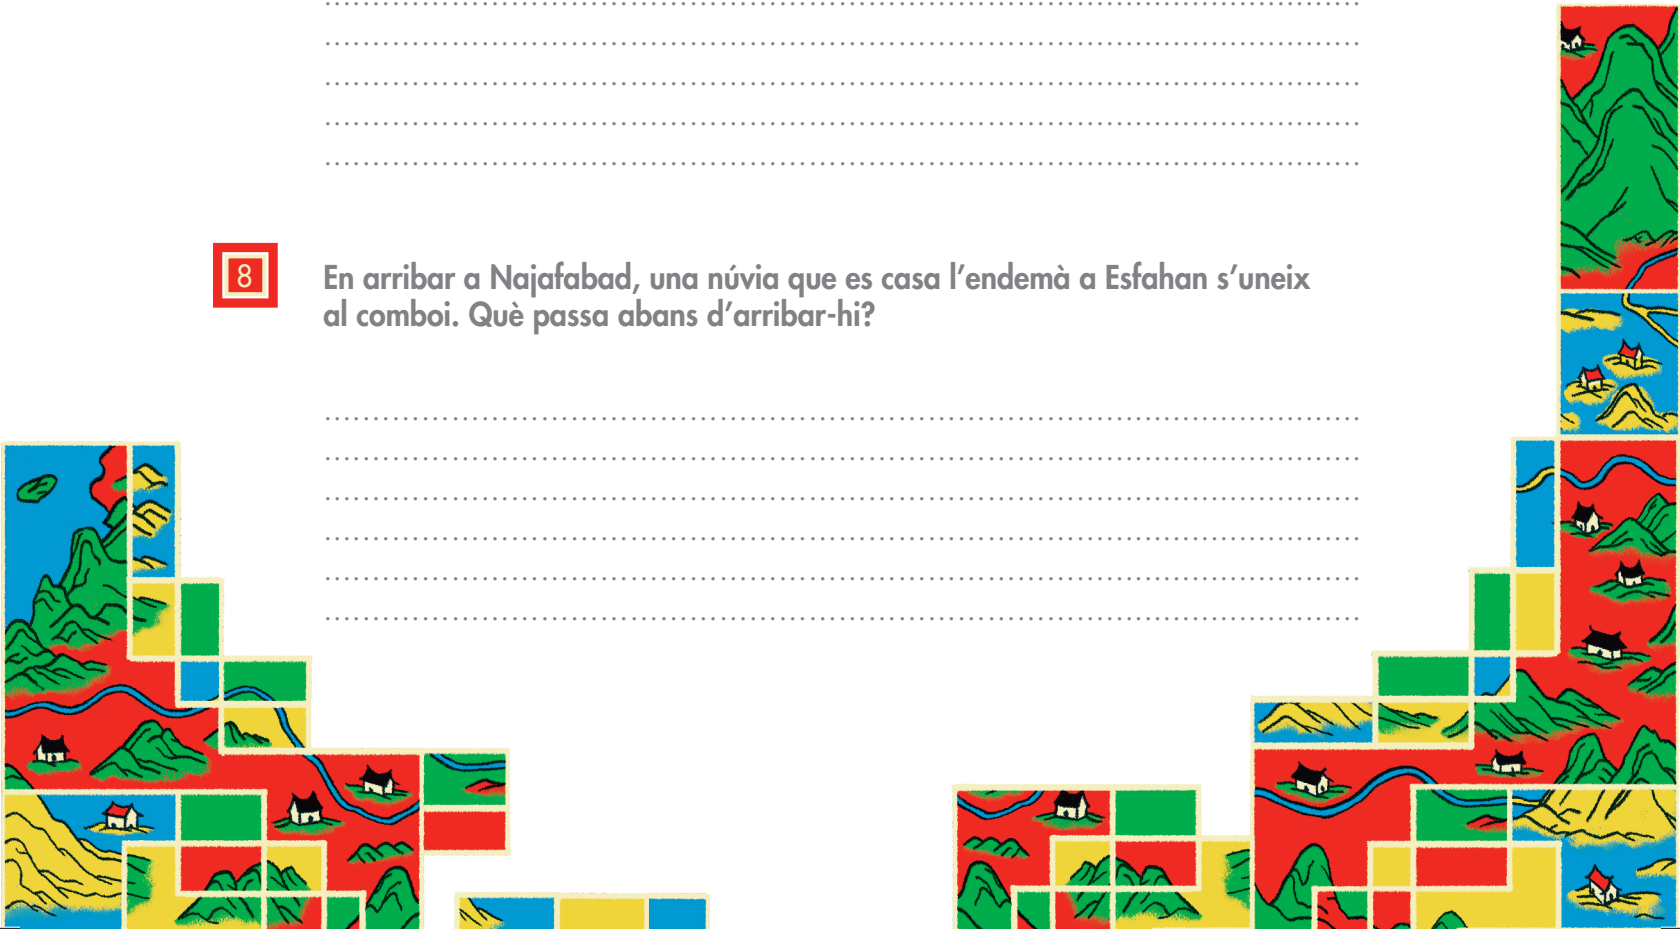 8
En arribar a Najafabad, una núvia que es casa l’endemà a Esfahan s’uneix
al comboi. Què passa abans d’arribar-hi?